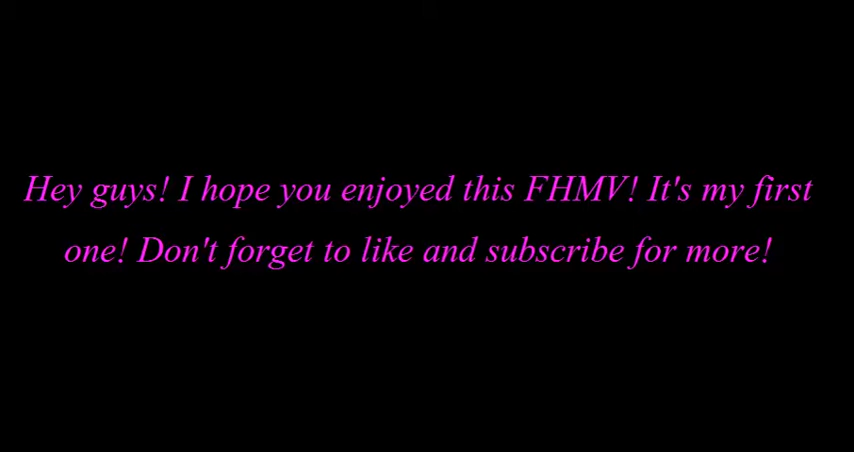 Hey guys! I hope you enjoyed this FHMV! It's my first
one! Don't forget to like and subscribe for more!